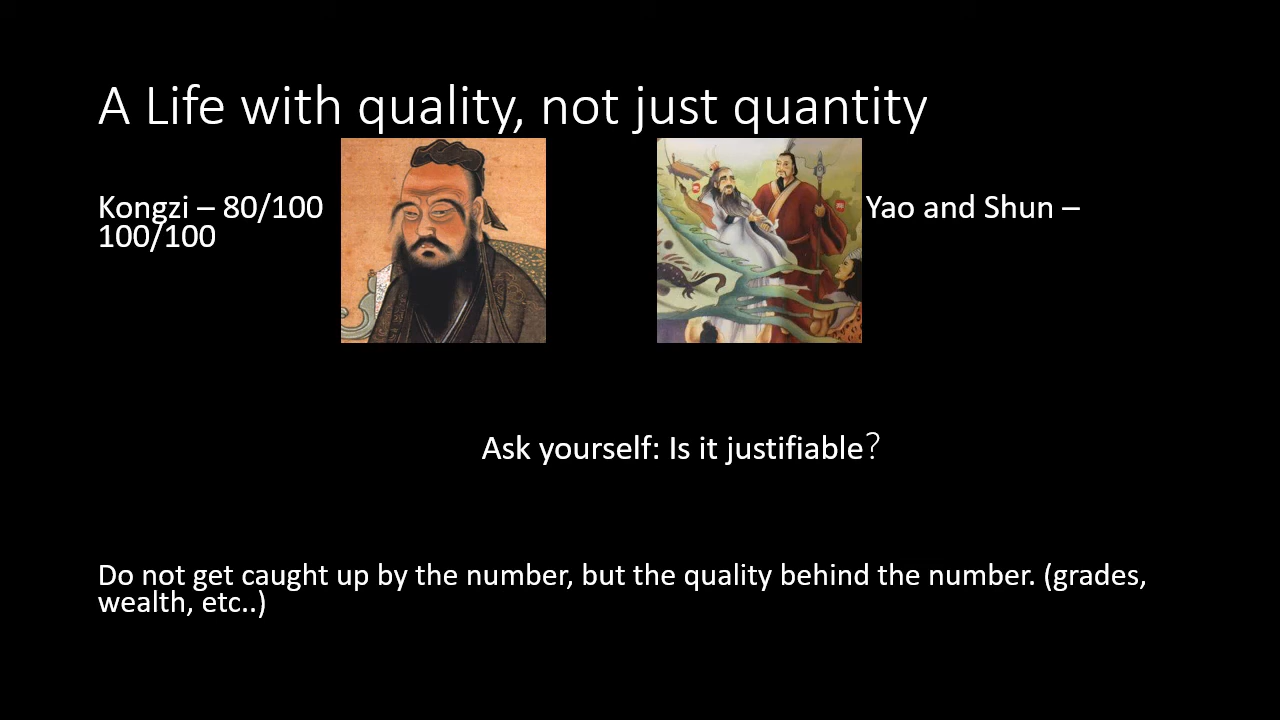 A Life with quality, not just quantity
Kongzi – 80/100 Yao and Shun –
100/100
Ask yourself: Is it justifiable？
Do not get caught up by the number, but the quality behind the number. (grades,
wealth, etc..)